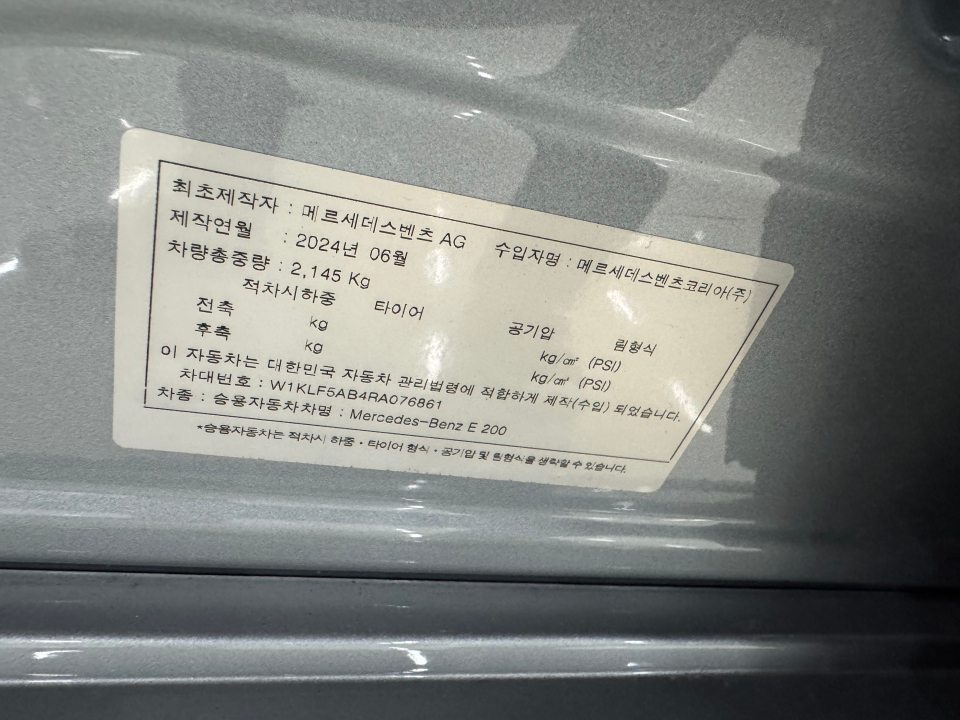 최초제작자 : 메르세데스벤츠 AG 수입자명 : 메르세데스벤츠코리아(주)
제작연월 : 2024년 06월
차량총중량 : 2,145 Kg
적차시하중 타이어 공기압 림형식
전축 kg kg/㎠ (PSI)
후축 kg kg/㎠ (PSI)
이 자동차는 대한민국 자동차 관리법령에 적합하게 제작(수입) 되었습니다.
차대번호 : W1KLF5AB4RA076861
차종 : 승용자동차차명 : Mercedes-Benz E 200
*승용자동차는 적차시 하중·타이어 형식·공기압 및 림형식을 생략할 수 있습니다.